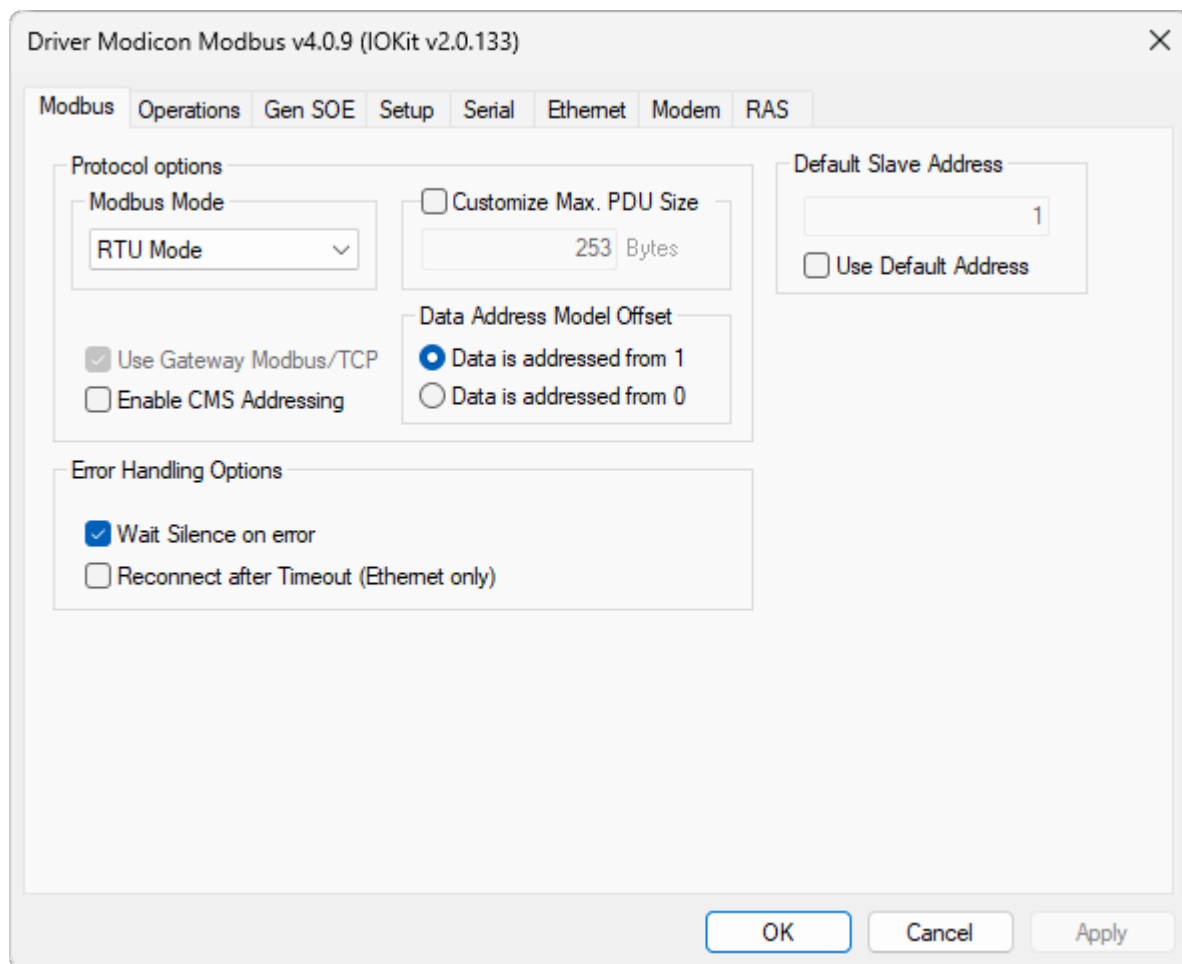 Driver Modicon Modbus v4.0.9 (IOKit v2.0.133)
Modbus Operations Gen SOE Setup Serial Ethernet Modem RAS
Protocol options
Modbus Mode
RTU Mode
Customize Max. PDU Size
253 Bytes
Default Slave Address
1
Use Default Address
Use Gateway Modbus/TCP
Enable CMS Addressing
Data Address Model Offset
Data is addressed from 1
Data is addressed from 0
Error Handling Options
Wait Silence on error
Reconnect after Timeout (Ethernet only)
OK Cancel Apply